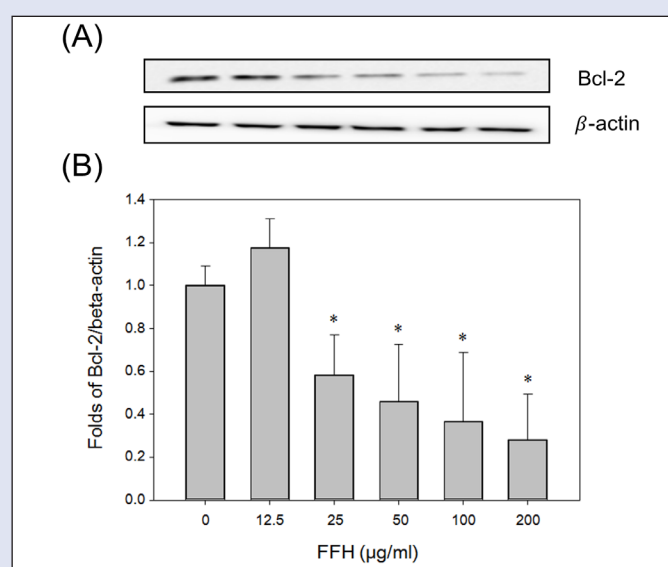 (A)
Bcl-2
β-actin
(B)
Folds of Bcl-2/beta-actin
1.4
1.2
1.0
0.8
0.6
0.4
0.2
0.0
*
*
*
*
0 12.5 25 50 100 200
FFH (µg/ml)